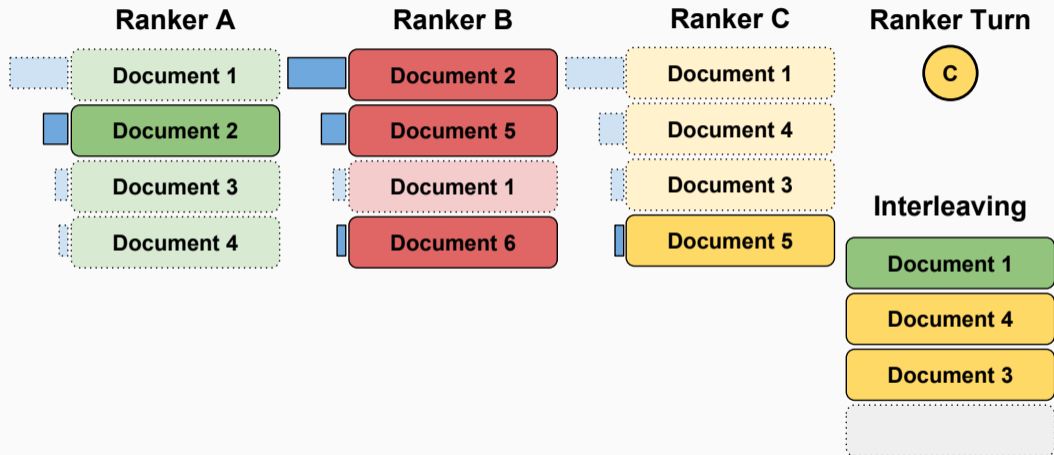 Ranker A
Document 1
Document 2
Document 3
Document 4
Ranker B
Document 2
Document 5
Document 1
Document 6
Ranker C
Document 1
Document 4
Document 3
Document 5
Ranker Turn
C
Interleaving
Document 1
Document 4
Document 3